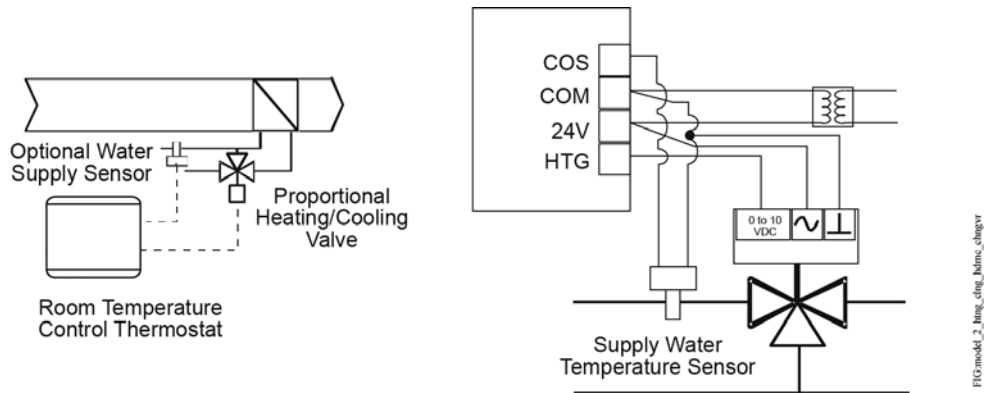 Optional Water
Supply Sensor
Proportional
Heating/Cooling
Valve
Room Temperature
Control Thermostat
COS
COM
24V
HTG
0 to 10
VDC
Supply Water
Temperature Sensor
FIG:model_2_htng_clng_hdmc_chngvr